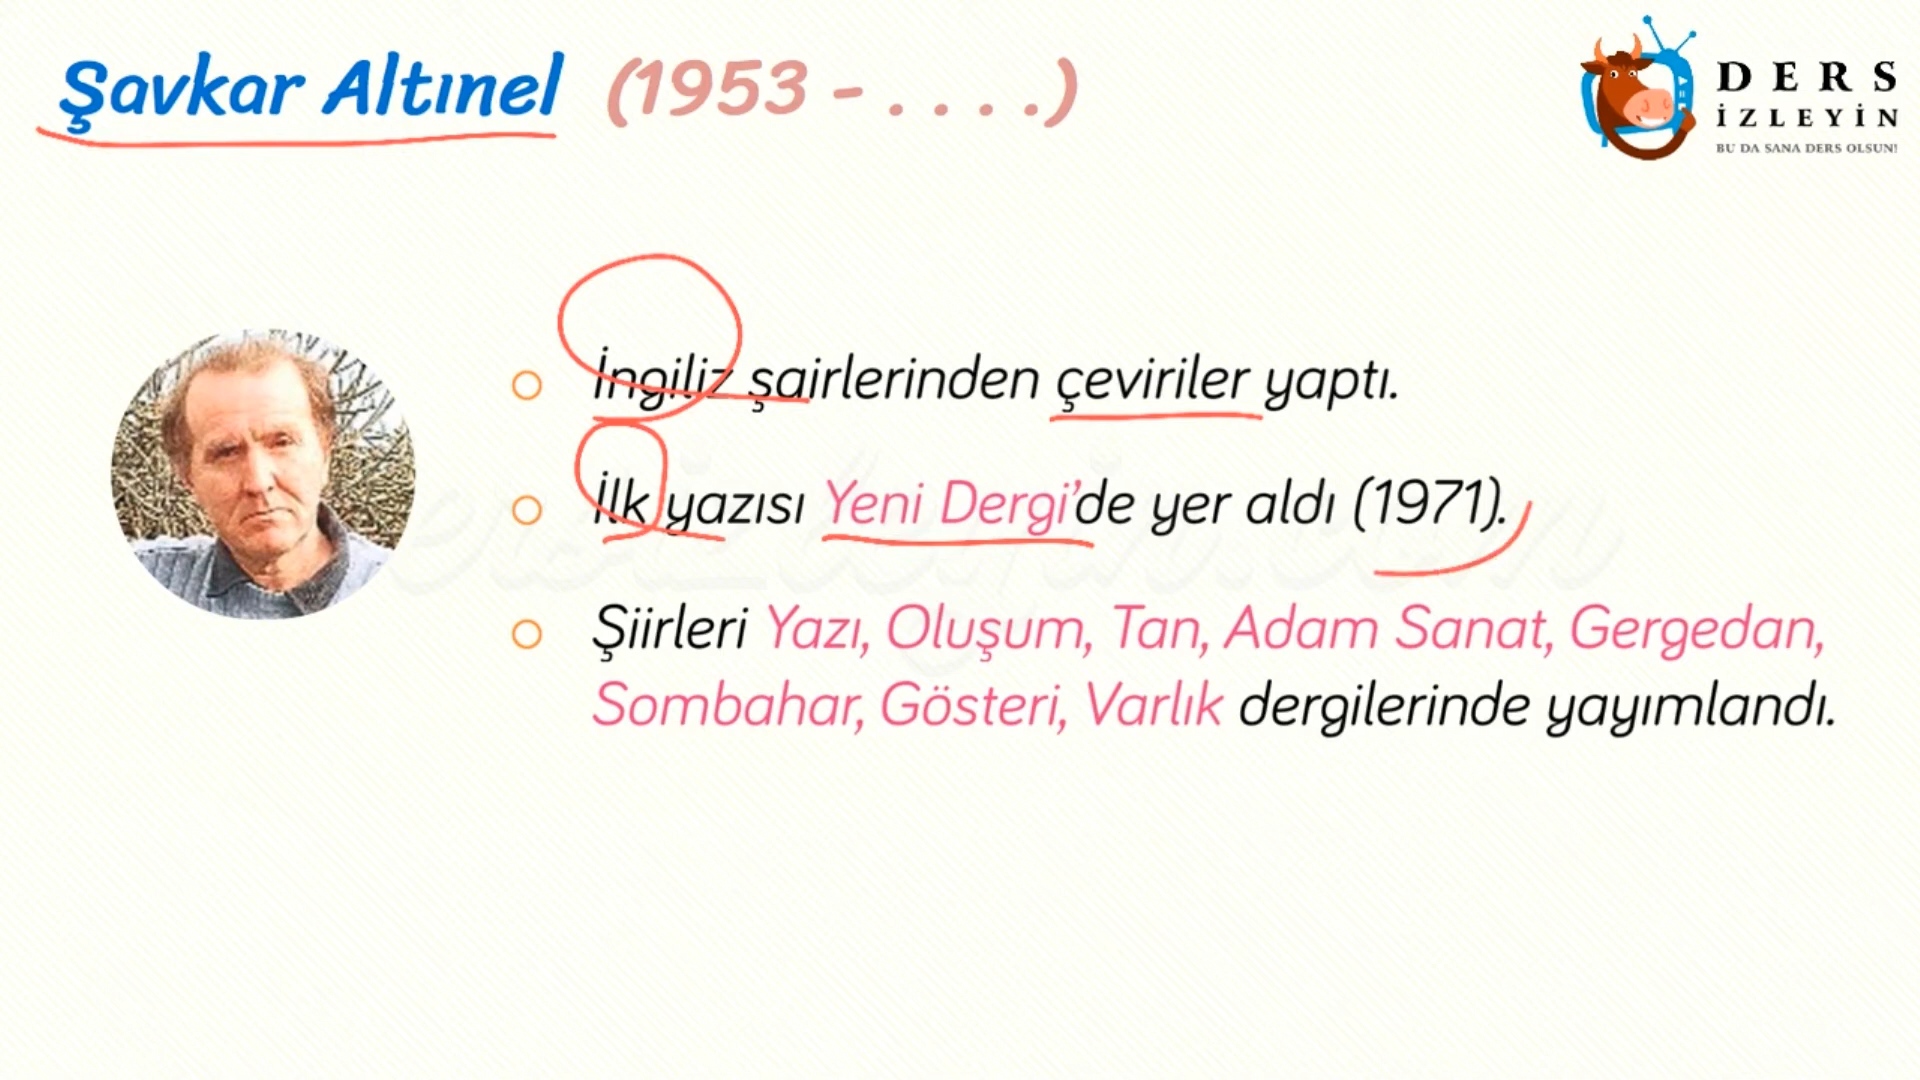 Şavkar Altınel (1953 - . . . .)
DERS
İZLEYİN
BU DA SANA DERS OLSUN!
İngiliz şairlerinden çeviriler yaptı.
İlk yazısı Yeni Dergi’de yer aldı (1971).
Şiirleri Yazı, Oluşum, Tan, Adam Sanat, Gergedan,
Sombahar, Gösteri, Varlık dergilerinde yayımlandı.